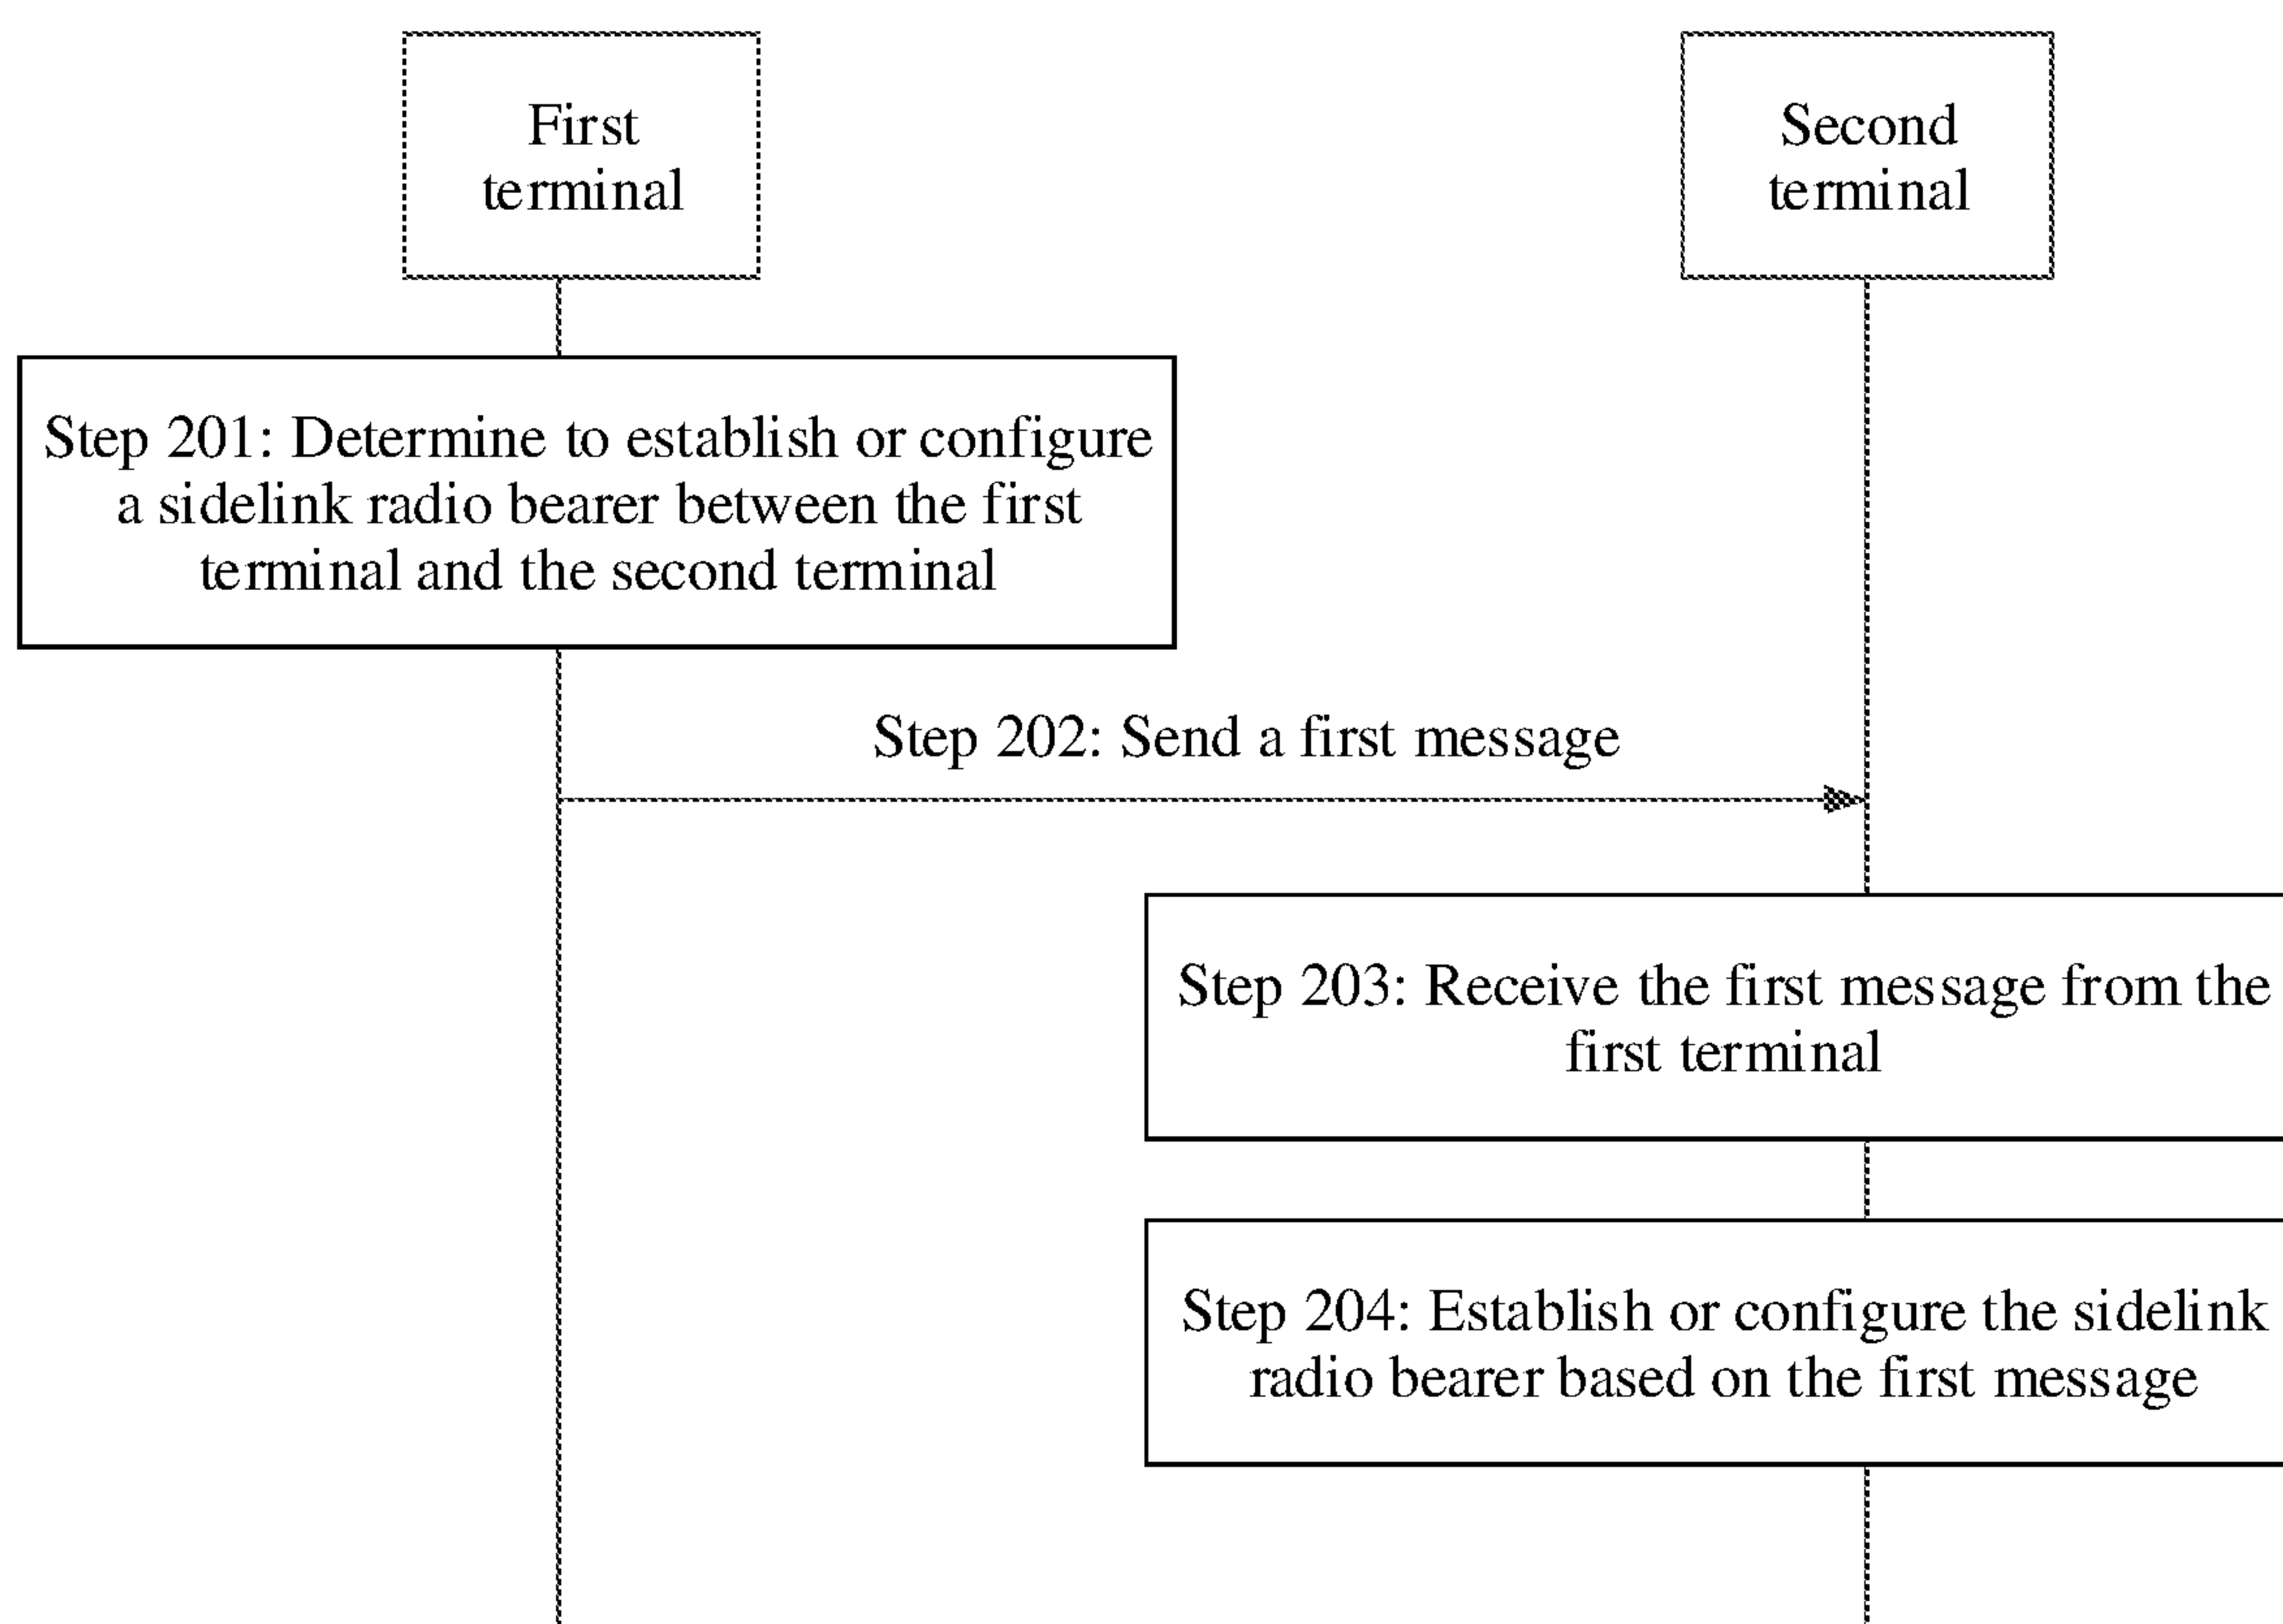 First
terminal
Second
terminal
Step 201: Determine to establish or configure
a sidelink radio bearer between the first
terminal and the second terminal
Step 202: Send a first message
Step 203: Receive the first message from the
first terminal
Step 204: Establish or configure the sidelink
radio bearer based on the first message